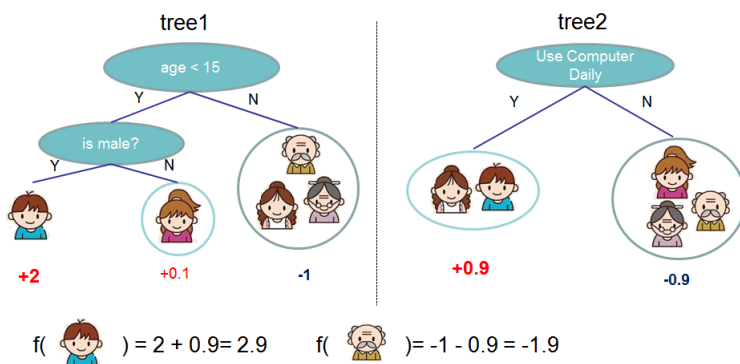 tree1
tree2
age < 15
Use Computer
Daily
Y
N
Y
N
is male?
Y
N
+2
+0.1
-1
+0.9
-0.9
f( ) = 2 + 0.9= 2.9
f( )= -1 - 0.9 = -1.9